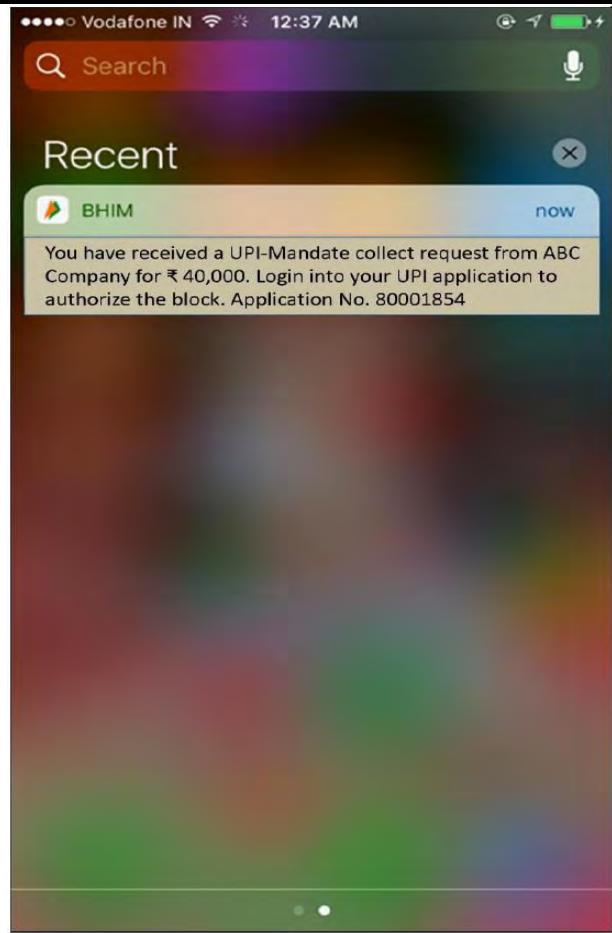 Vodafone IN 12:37 AM
Search
Recent
BHIM now
You have received a UPI-Mandate collect request from ABC
Company for ₹ 40,000. Login into your UPI application to
authorize the block. Application No. 80001854